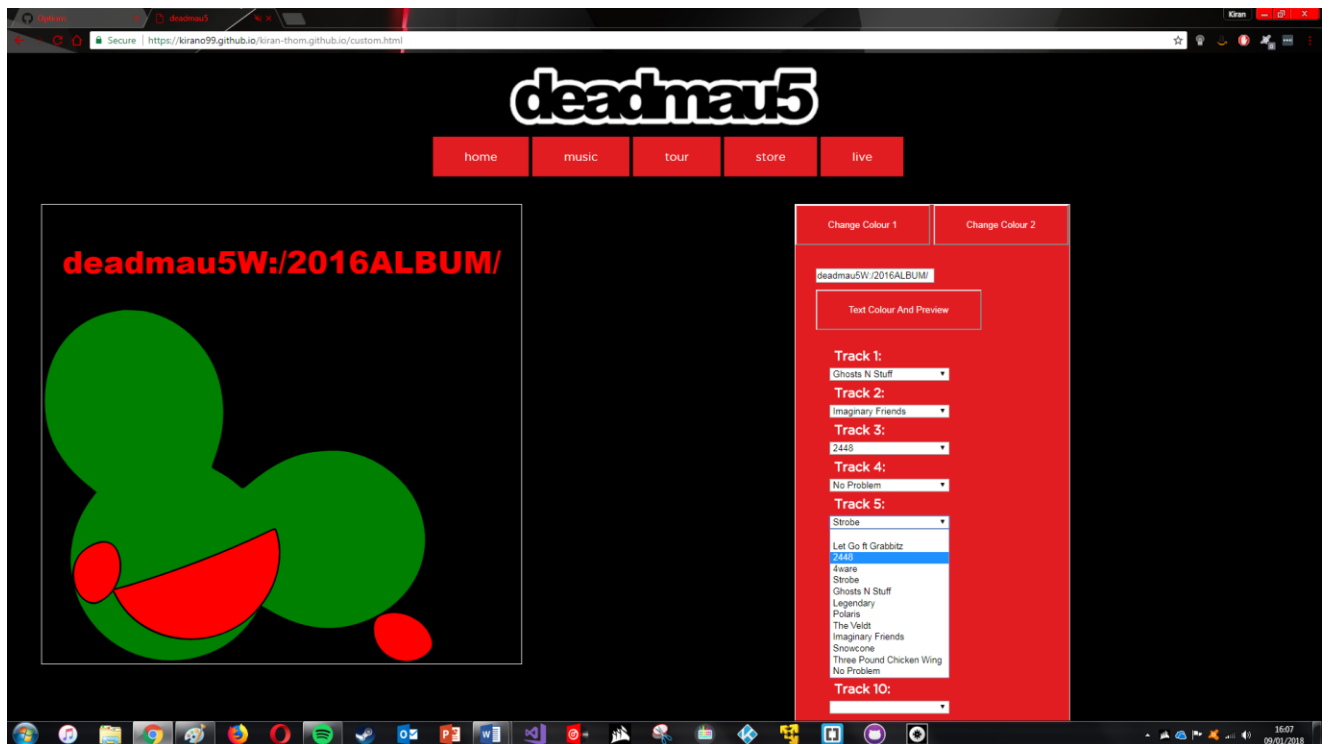 Options
deadmau5
Kiran
Secure | https://kirano99.github.io/kiran-thom.github.io/custom.html
deadmau5
home music tour store live
Change Colour 1 Change Colour 2
deadmau5W:/2016ALBUM/
deadmau5W:/2016ALBUM/
Text Colour And Preview
Track 1:
Ghosts N Stuff
Track 2:
Imaginary Friends
Track 3:
2448
Track 4:
No Problem
Track 5:
Strobe
Let Go ft Grabbitz
2448
4ware
Strobe
Ghosts N Stuff
Legendary
Polaris
The Veldt
Imaginary Friends
Snowcone
Three Pound Chicken Wing
No Problem
Track 10:
16:07
09/01/2018